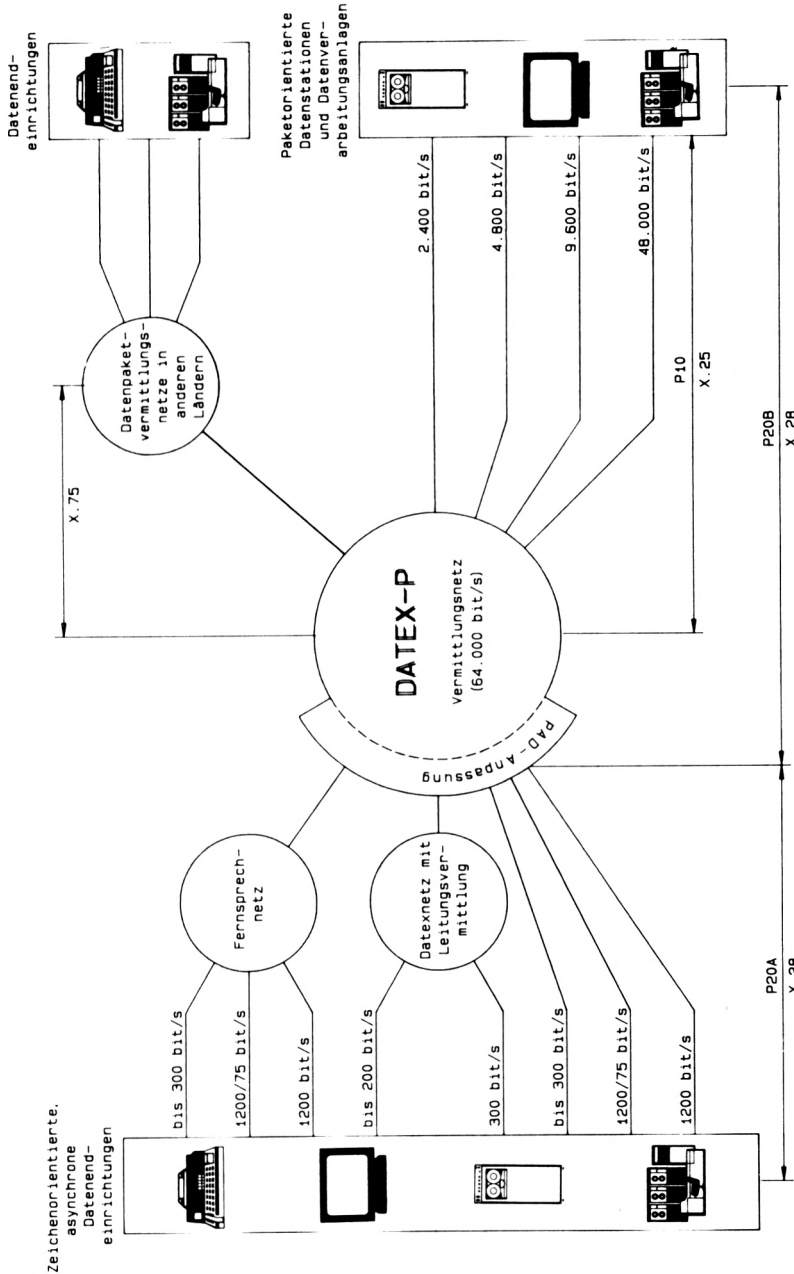 Zeichenorientierte,
asynchrone
Datenend-
einrichtungen
bis 300 bit/s
1200/75 bit/s
1200 bit/s
bis 200 bit/s
300 bit/s
bis 300 bit/s
1200/75 bit/s
1200 bit/s
Fernsprech-
netz
Datexnetz mit
Leitungsver-
mittlung
PAD-Anpassung
DATEX-P
Vermittlungsnetz
(64.000 bit/s)
X.75
Datenpaket-
vermittlungs-
netze in
anderen
Ländern
Datenend-
einrichtungen
Paketorientierte
Datenstationen
und Datenver-
arbeitungsanlagen
2.400 bit/s
4.800 bit/s
9.600 bit/s
48.000 bit/s
P10
X.25
P20A
X.28
P20B
X.28